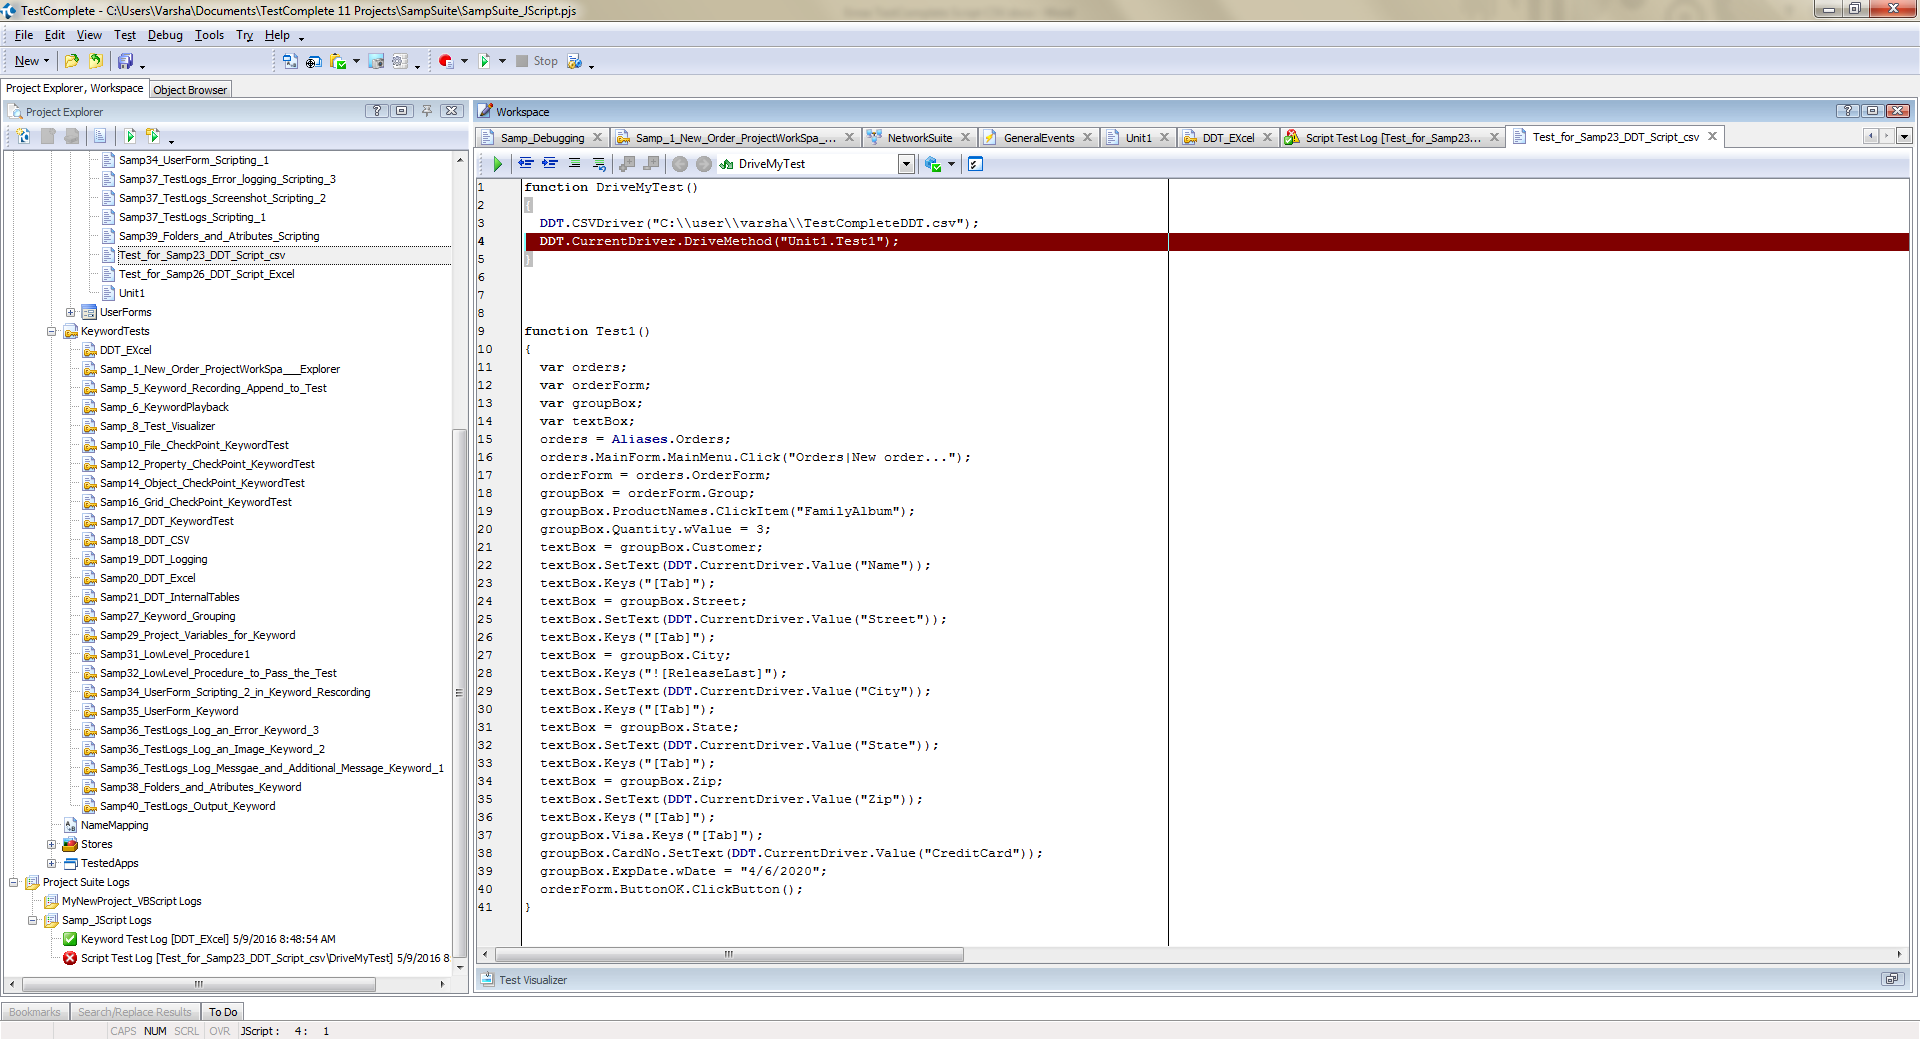 TestComplete - C:\Users\Varsha\Documents\TestComplete 11 Projects\SampSuite\SampSuite_JScript.pjs
File Edit View Test Debug Tools Try Help
New Stop
Project Explorer, Workspace Object Browser
Project Explorer
Samp34_UserForm_Scripting_1
Samp37_TestLogs_Error_logging_Scripting_3
Samp37_TestLogs_Screenshot_Scripting_2
Samp37_TestLogs_Scripting_1
Samp39_Folders_and_Atributes_Scripting
Test_for_Samp23_DDT_Script_csv
Test_for_Samp26_DDT_Script_Excel
Unit1
UserForms
KeywordTests
DDT_EXcel
Samp_1_New_Order_ProjectWorkSpa___Explorer
Samp_5_Keyword_Recording_Append_to_Test
Samp_6_KeywordPlayback
Samp_8_Test_Visualizer
Samp10_File_CheckPoint_KeywordTest
Samp12_Property_CheckPoint_KeywordTest
Samp14_Object_CheckPoint_KeywordTest
Samp16_Grid_CheckPoint_KeywordTest
Samp17_DDT_KeywordTest
Samp18_DDT_CSV
Samp19_DDT_Logging
Samp20_DDT_Excel
Samp21_DDT_InternalTables
Samp27_Keyword_Grouping
Samp29_Project_Variables_for_Keyword
Samp31_LowLevel_Procedure1
Samp32_LowLevel_Procedure_to_Pass_the_Test
Samp34_UserForm_Scripting_2_in_Keyword_Rescording
Samp35_UserForm_Keyword
Samp36_TestLogs_Log_an_Error_Keyword_3
Samp36_TestLogs_Log_an_Image_Keyword_2
Samp36_TestLogs_Log_Messgae_and_Additional_Message_Keyword_1
Samp38_Folders_and_Atributes_Keyword
Samp40_TestLogs_Output_Keyword
NameMapping
Stores
TestedApps
Project Suite Logs
MyNewProject_VBScript Logs
Samp_JScript Logs
Keyword Test Log [DDT_EXcel] 5/9/2016 8:48:54 AM
Script Test Log [Test_for_Samp23_DDT_Script_csv\DriveMyTest] 5/9/2016 8
Workspace
Samp_Debugging Samp_1_New_Order_ProjectWorkSpa_... NetworkSuite GeneralEvents Unit1 DDT_EXcel Script Test Log [Test_for_Samp23... Test_for_Samp23_DDT_Script_csv
DriveMyTest
1 function DriveMyTest()
2 {
3 DDT.CSVDriver("C:\\user\\varsha\\TestCompleteDDT.csv");
4 DDT.CurrentDriver.DriveMethod("Unit1.Test1");
5 }
6
7
8
9 function Test1()
10 {
11 var orders;
12 var orderForm;
13 var groupBox;
14 var textBox;
15 orders = Aliases.Orders;
16 orders.MainForm.MainMenu.Click("Orders|New order...");
17 orderForm = orders.OrderForm;
18 groupBox = orderForm.Group;
19 groupBox.ProductNames.ClickItem("FamilyAlbum");
20 groupBox.Quantity.wValue = 3;
21 textBox = groupBox.Customer;
22 textBox.SetText(DDT.CurrentDriver.Value("Name"));
23 textBox.Keys("[Tab]");
24 textBox = groupBox.Street;
25 textBox.SetText(DDT.CurrentDriver.Value("Street"));
26 textBox.Keys("[Tab]");
27 textBox = groupBox.City;
28 textBox.Keys("![ReleaseLast]");
29 textBox.SetText(DDT.CurrentDriver.Value("City"));
30 textBox.Keys("[Tab]");
31 textBox = groupBox.State;
32 textBox.SetText(DDT.CurrentDriver.Value("State"));
33 textBox.Keys("[Tab]");
34 textBox = groupBox.Zip;
35 textBox.SetText(DDT.CurrentDriver.Value("Zip"));
36 textBox.Keys("[Tab]");
37 groupBox.Visa.Keys("[Tab]");
38 groupBox.CardNo.SetText(DDT.CurrentDriver.Value("CreditCard"));
39 groupBox.ExpDate.wDate = "4/6/2020";
40 orderForm.ButtonOK.ClickButton();
41 }
Test Visualizer
Bookmarks Search/Replace Results To Do
CAPS NUM SCRL OVR JScript: 4: 1